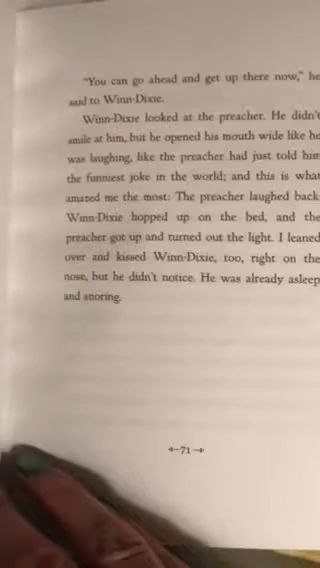 "You can go ahead and get up there now," he
said to Winn-Dixie.
Winn-Dixie looked at the preacher. He didn't
smile at him, but he opened his mouth wide like he
was laughing, like the preacher had just told him
the funniest joke in the world; and this is what
amazed me the most: The preacher laughed back.
Winn-Dixie hopped up on the bed, and the
preacher got up and turned out the light. I leaned
over and kissed Winn-Dixie, too, right on the
nose, but he didn't notice. He was already asleep
and snoring.
71